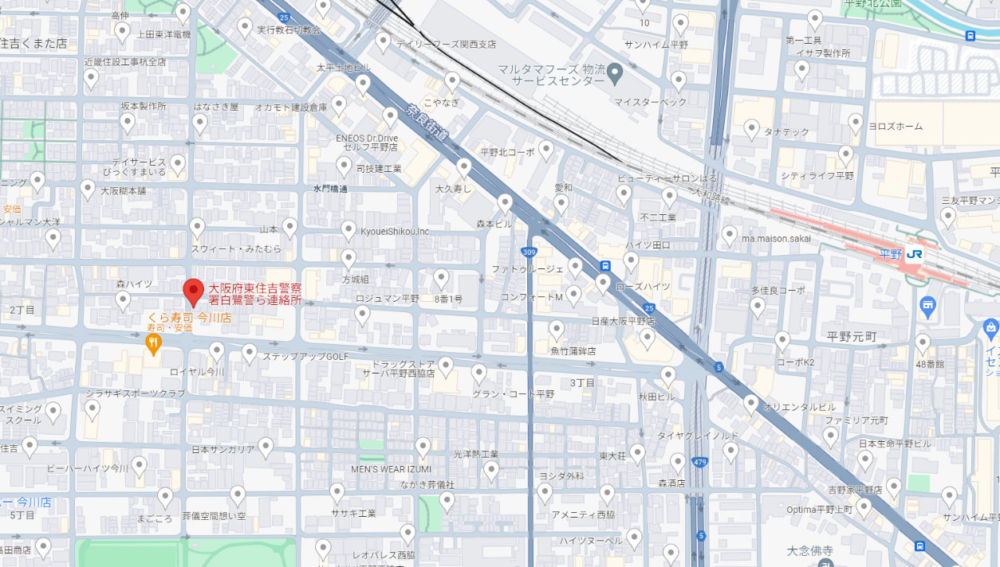 高伸
25
実行教石切教会
デイリーフーズ関西支店
10
サンハイム平野
平野北公園
第一工具
イサヲ製作所
上田東洋電機
住吉くまた店
近畿住設工事杭全店
太平土地ビル
マルタマフーズ 物流
サービスセンター
マイスターベック
坂本製作所
はなさき屋
オカモト建設倉庫
こやなぎ
奈良街道
タナテック
ヨロズホーム
ENEOS Dr.Drive
セルフ平野店
平野北コーポ
デイサービス
びっくすまいる
司技建工業
シティライフ平野
ニング
大阪糊本舗
水門橋通
大久寿し
愛和
ビューティーサロンはる
大和路線
平
安価
シャルマン大洋
山本
KyoueiShikou,Inc.
森本ビル
不二工業
三友平野マンシ
スウィート・みたむら
ハイツ田口
ma.maison.sakai
309
平野
JR
森ハイツ
方城組
ファトゥルージェ
大阪府東住吉警察
署白鷺警ら連絡所
ロジュマン平野
8番1号
コンフォートM
ローズハイツ
多佳良コーポ
2丁目
くら寿司 今川店
寿司・安価
25
日産大阪平野店
平野元町
ステップアップGOLF
魚竹蒲鉾店
ロイヤル今川
ドラッグストア
サーバ平野西脇店
コーポK2
48番館
5
イズ
セン
ショ
シラサギスポーツクラブ
グラン・コート平野
3丁目
秋田ビル
スイミング
スクール
オリエンタルビル
ファミリア元町
住吉
日本サンガリア
タイヤグレイノルド
日本生命平野ビル
ビーバーハイツ今川
MEN'S WEAR IZUMI
光洋熱工業
東大荘
479
ながき葬儀社
ヨシダ外科
森酒店
吉野家平野店
バー 今川店
5丁目
まごころ
葬儀空間想い空
ササキ工業
アメニティ西脇
Optima平野上町
サンハイム平野
島田商店
レオパレス西脇
ハイツヌーベル
5
大念佛寺